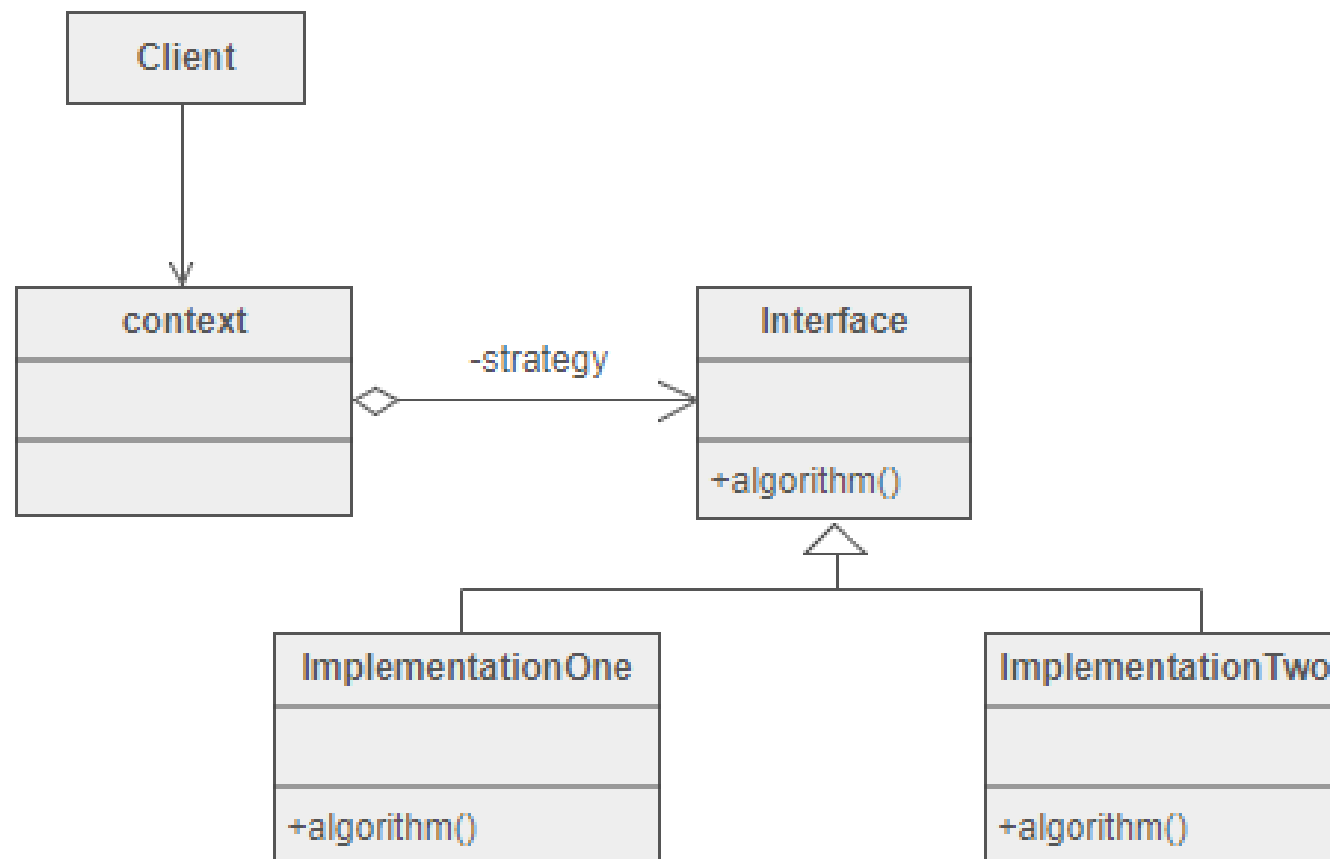 Client
context
-strategy
Interface
+algorithm()
ImplementationOne
+algorithm()
ImplementationTwo
+algorithm()